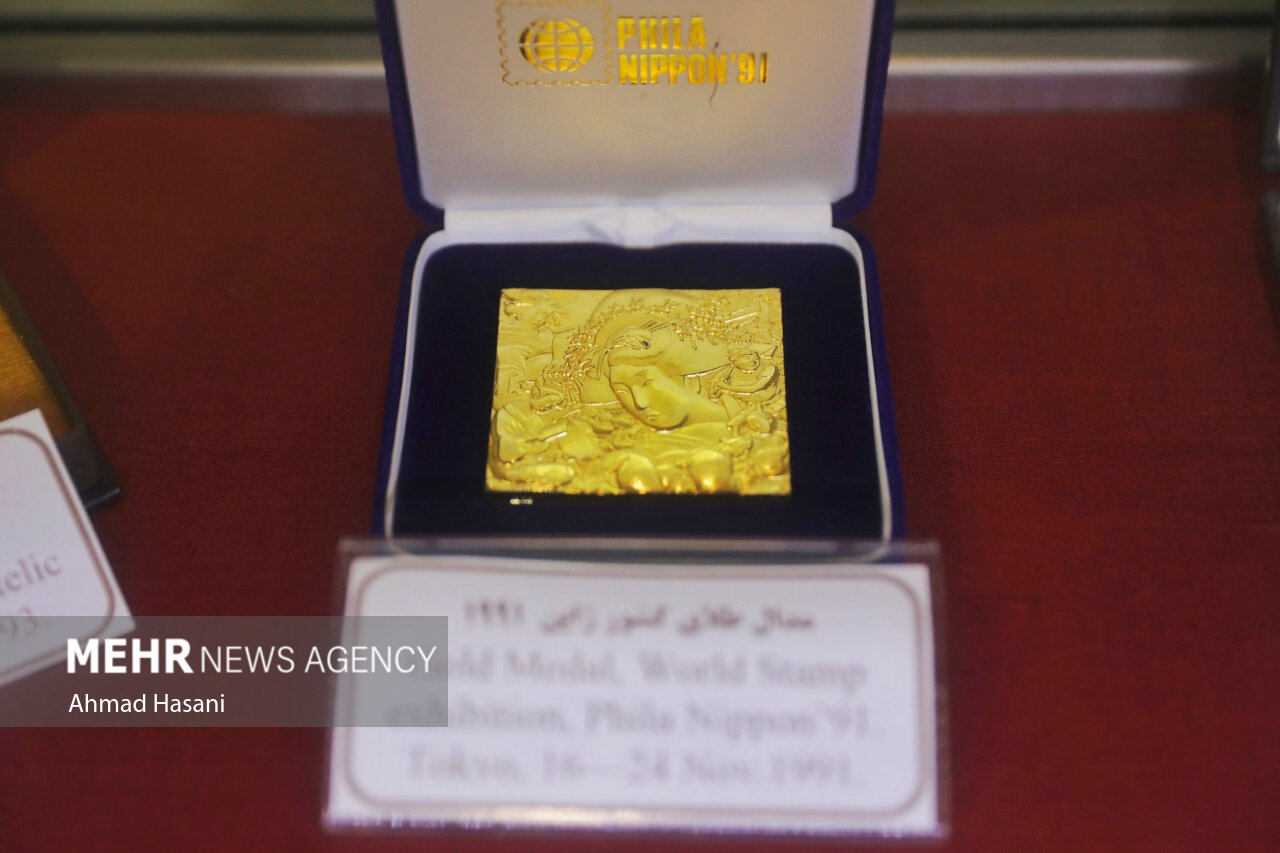 PHILA
NIPPON'91
مدال طلای کشور ژاپن ۱۹۹۱
Gold Medal, World Stamp
exhibition, Phila Nippon'91,
Tokyo, 16—24 Nov.1991.
93
MEHR NEWS AGENCY
Ahmad Hasani